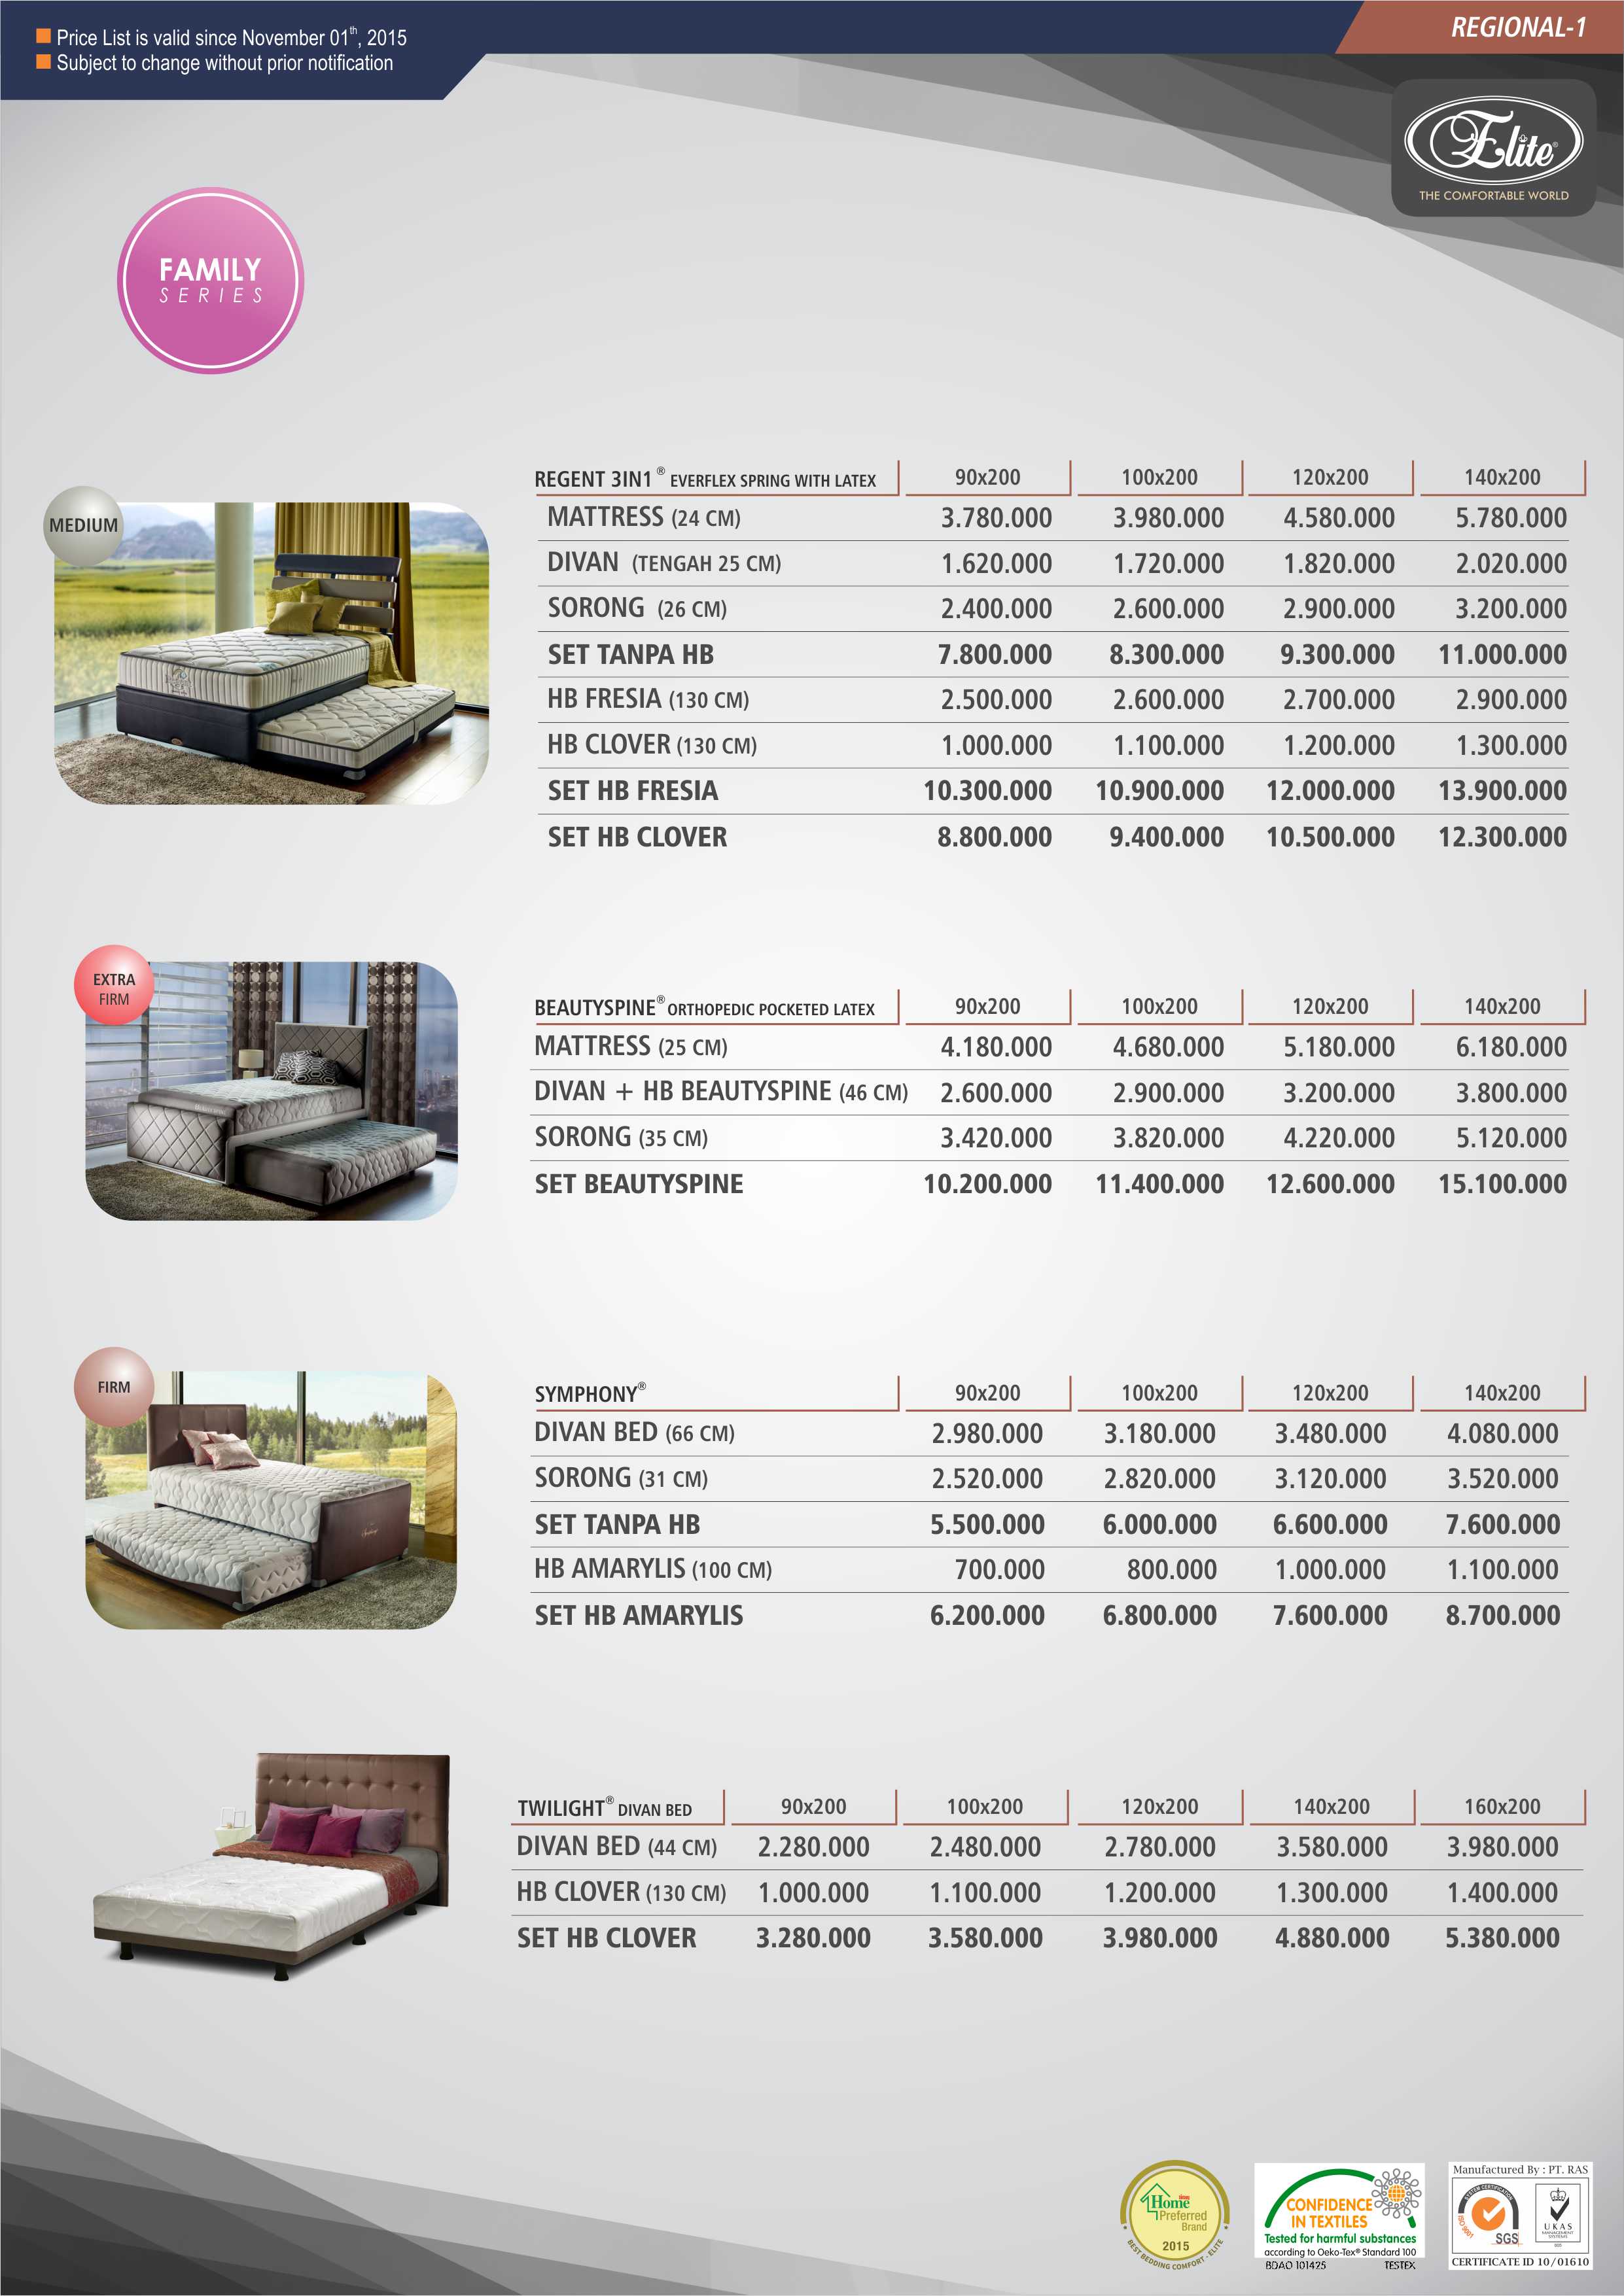 Price List is valid since November 01th, 2015
Subject to change without prior notification
REGIONAL-1
Elite®
THE COMFORTABLE WORLD
FAMILY
SERIES
MEDIUM
REGENT 3IN1® EVERFLEX SPRING WITH LATEX 90x200 100x200 120x200 140x200
MATTRESS (24 CM) 3.780.000 3.980.000 4.580.000 5.780.000
DIVAN (TENGAH 25 CM) 1.620.000 1.720.000 1.820.000 2.020.000
SORONG (26 CM) 2.400.000 2.600.000 2.900.000 3.200.000
SET TANPA HB 7.800.000 8.300.000 9.300.000 11.000.000
HB FRESIA (130 CM) 2.500.000 2.600.000 2.700.000 2.900.000
HB CLOVER (130 CM) 1.000.000 1.100.000 1.200.000 1.300.000
SET HB FRESIA 10.300.000 10.900.000 12.000.000 13.900.000
SET HB CLOVER 8.800.000 9.400.000 10.500.000 12.300.000
EXTRA
FIRM
BEAUTYSPINE® ORTHOPEDIC POCKETED LATEX 90x200 100x200 120x200 140x200
MATTRESS (25 CM) 4.180.000 4.680.000 5.180.000 6.180.000
DIVAN + HB BEAUTYSPINE (46 CM) 2.600.000 2.900.000 3.200.000 3.800.000
SORONG (35 CM) 3.420.000 3.820.000 4.220.000 5.120.000
SET BEAUTYSPINE 10.200.000 11.400.000 12.600.000 15.100.000
FIRM
SYMPHONY® 90x200 100x200 120x200 140x200
DIVAN BED (66 CM) 2.980.000 3.180.000 3.480.000 4.080.000
SORONG (31 CM) 2.520.000 2.820.000 3.120.000 3.520.000
SET TANPA HB 5.500.000 6.000.000 6.600.000 7.600.000
HB AMARYLIS (100 CM) 700.000 800.000 1.000.000 1.100.000
SET HB AMARYLIS 6.200.000 6.800.000 7.600.000 8.700.000
TWILIGHT® DIVAN BED 90x200 100x200 120x200 140x200 160x200
DIVAN BED (44 CM) 2.280.000 2.480.000 2.780.000 3.580.000 3.980.000
HB CLOVER (130 CM) 1.000.000 1.100.000 1.200.000 1.300.000 1.400.000
SET HB CLOVER 3.280.000 3.580.000 3.980.000 4.880.000 5.380.000
Home
Preferred
Brand
2015
BEST BEDDING COMFORT - ELITE
CONFIDENCE
IN TEXTILES
Tested for harmful substances
according to Oeko-Tex® Standard 100
BDAO 101425 TESTEX
Manufactured By : PT. RAS
SYSTEM CERTIFICATION
ISO 9001
SGS
UKAS
MANAGEMENT
SYSTEMS
CERTIFICATE ID 10/01610